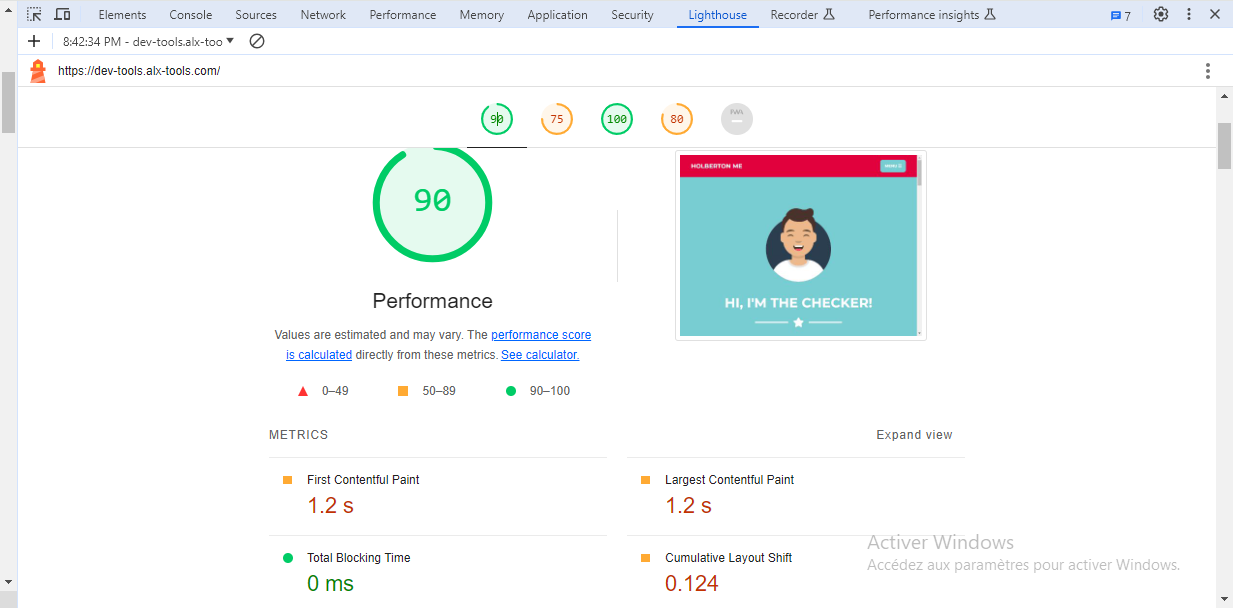 Elements Console Sources Network Performance Memory Application Security Lighthouse Recorder Performance insights 7
8:42:34 PM - dev-tools.alx-too
https://dev-tools.alx-tools.com/
90 75 100 80 PWA
90
HOLBERTON ME
HI, I'M THE CHECKER!
Performance
Values are estimated and may vary. The performance score
is calculated directly from these metrics. See calculator.
0–49 50–89 90–100
METRICS Expand view
First Contentful Paint
1.2 s
Largest Contentful Paint
1.2 s
Total Blocking Time
0 ms
Cumulative Layout Shift
0.124
Activer Windows
Accédez aux paramètres pour activer Windows.